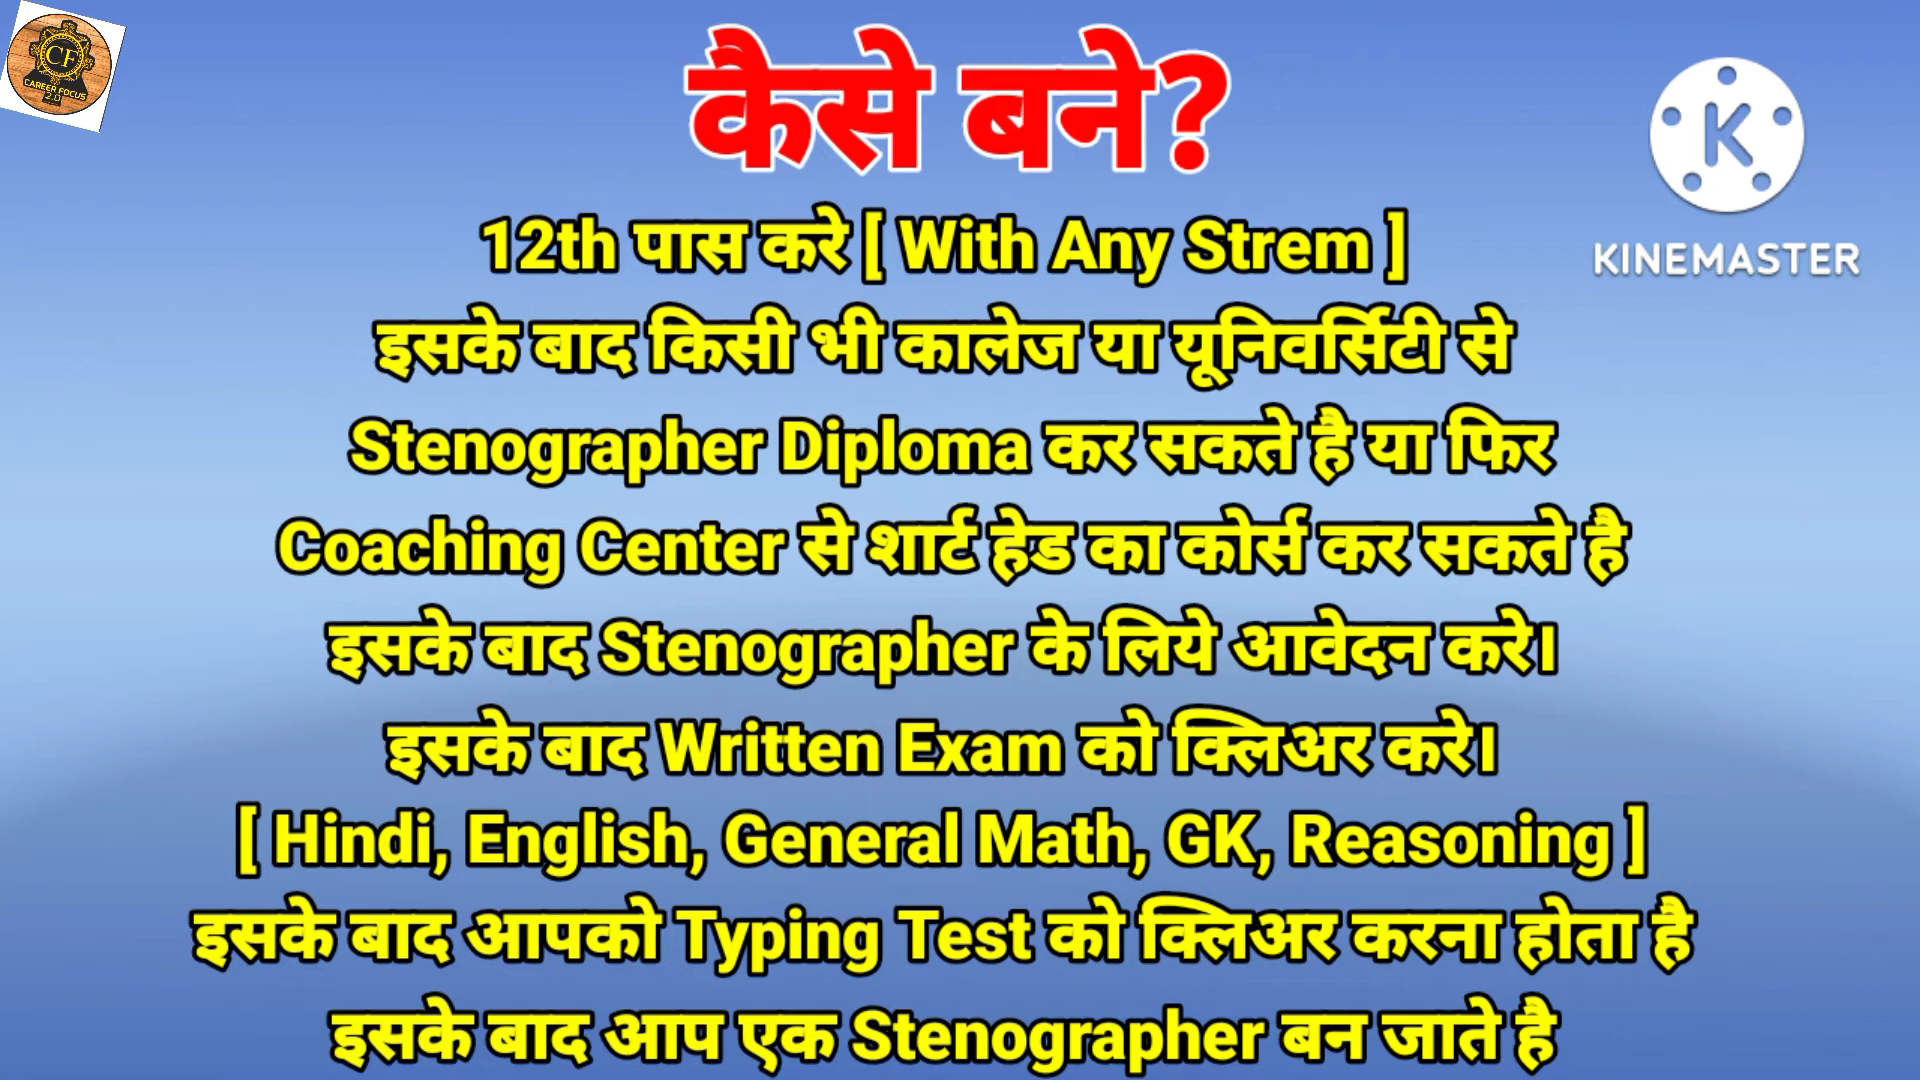 CF
CAREER FOCUS
2.0
कैसे बने?
K
KINEMASTER
12th पास करे [ With Any Strem ]
इसके बाद किसी भी कालेज या यूनिवर्सिटी से
Stenographer Diploma कर सकते है या फिर
Coaching Center से शार्ट हेड का कोर्स कर सकते है
इसके बाद Stenographer के लिये आवेदन करे।
इसके बाद Written Exam को क्लिअर करे।
[ Hindi, English, General Math, GK, Reasoning ]
इसके बाद आपको Typing Test को क्लिअर करना होता है
इसके बाद आप एक Stenographer बन जाते है